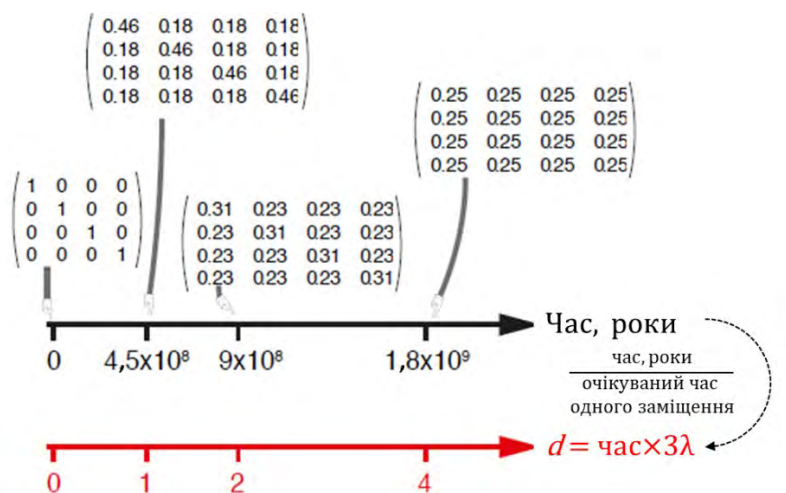 0.46 0.18 0.18 0.18
0.18 0.46 0.18 0.18
0.18 0.18 0.46 0.18
0.18 0.18 0.18 0.46
0.25 0.25 0.25 0.25
0.25 0.25 0.25 0.25
0.25 0.25 0.25 0.25
0.25 0.25 0.25 0.25
1 0 0 0
0 1 0 0
0 0 1 0
0 0 0 1
0.31 0.23 0.23 0.23
0.23 0.31 0.23 0.23
0.23 0.23 0.31 0.23
0.23 0.23 0.23 0.31
Час, роки
0 4,5x10⁸ 9x10⁸ 1,8x10⁹
час, роки
очікуваний час
одного заміщення
d = час×3λ
0 1 2 4